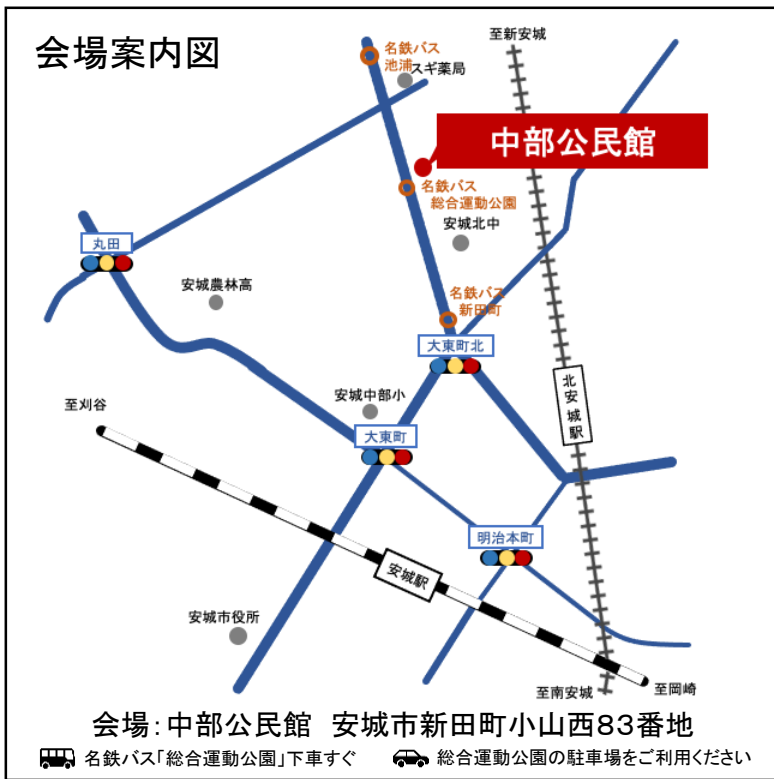 会場案内図
至新安城
名鉄バス
池浦
スギ薬局
中部公民館
名鉄バス
総合運動公園
安城北中
丸田
安城農林高
名鉄バス
新田町
大東町北
北安城駅
安城中部小
至刈谷
大東町
明治本町
安城駅
安城市役所
至南安城
至岡崎
会場:中部公民館 安城市新田町小山西83番地
名鉄バス「総合運動公園」下車すぐ 総合運動公園の駐車場をご利用ください